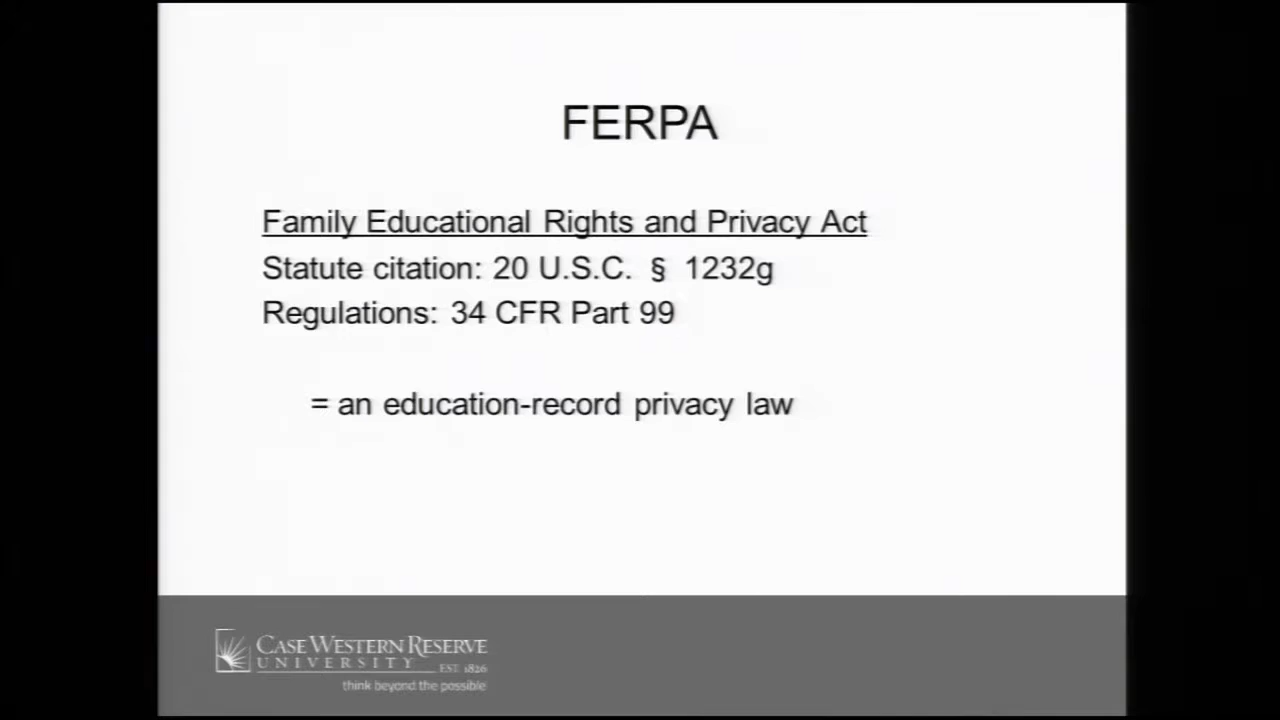 FERPA
Family Educational Rights and Privacy Act
Statute citation: 20 U.S.C. § 1232g
Regulations: 34 CFR Part 99
= an education-record privacy law
CASE WESTERN RESERVE
UNIVERSITY EST. 1826
think beyond the possible